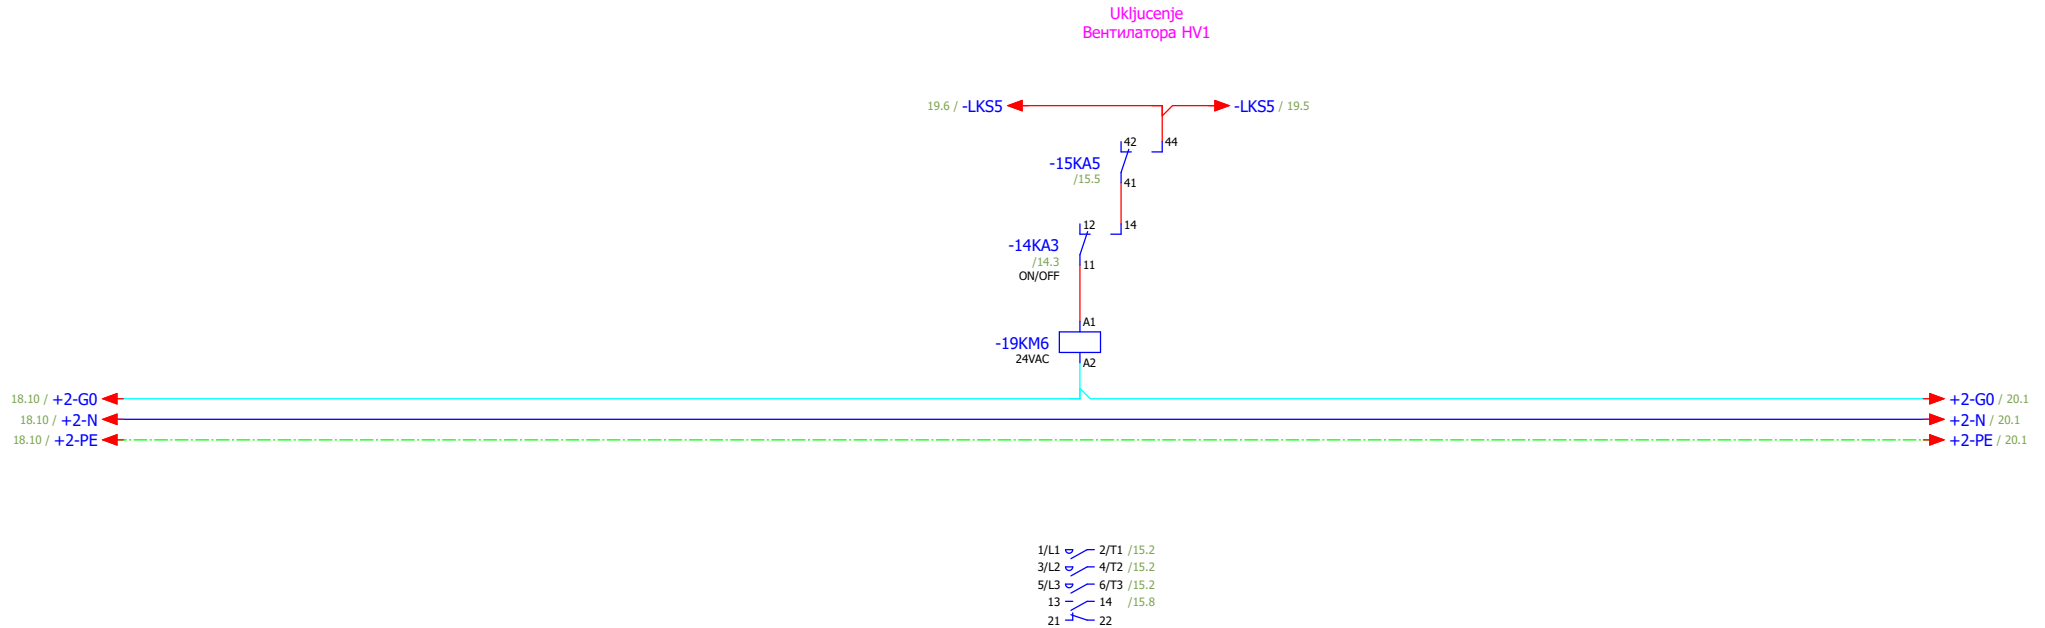 Ukljucenje
Вентилатора HV1
19.6 / -LKS5 -LKS5 / 19.5
42 44
-15KA5
/15.5 41
12 14
-14KA3
/14.3 11
ON/OFF
A1
-19KM6
24VAC A2
18.10 / +2-G0 +2-G0 / 20.1
18.10 / +2-N +2-N / 20.1
18.10 / +2-PE +2-PE / 20.1
1/L1 2/T1 /15.2
3/L2 4/T2 /15.2
5/L3 6/T3 /15.2
13 14 /15.8
21 22